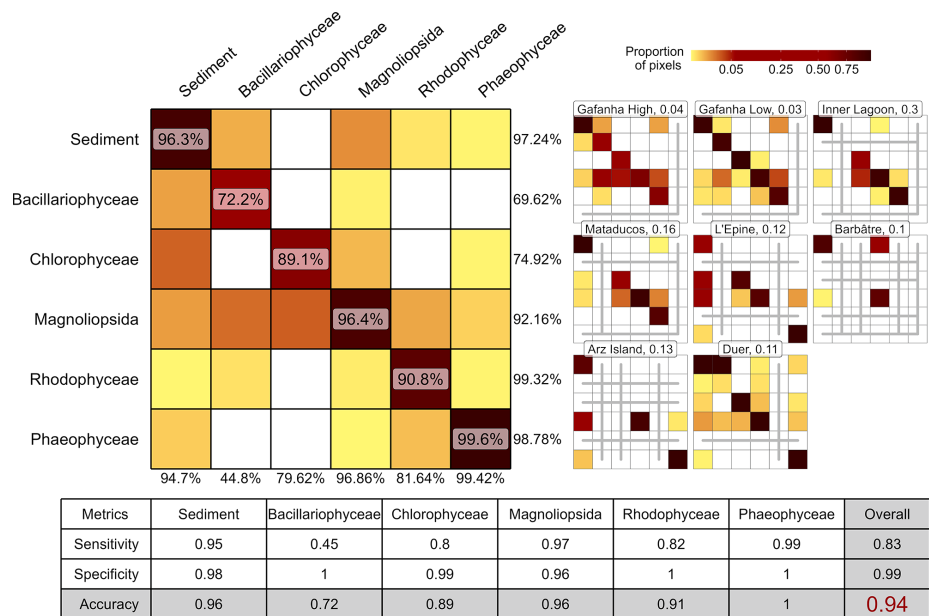 Sediment
Bacillariophyceae
Chlorophyceae
Magnoliopsida
Rhodophyceae
Phaeophyceae
Sediment 96.3% 97.24%
Bacillariophyceae 72.2% 69.62%
Chlorophyceae 89.1% 74.92%
Magnoliopsida 96.4% 92.16%
Rhodophyceae 90.8% 99.32%
Phaeophyceae 99.6% 98.78%
94.7% 44.8% 79.62% 96.86% 81.64% 99.42%
Proportion
of pixels
0.05 0.25 0.50 0.75
Gafanha High, 0.04 Gafanha Low, 0.03 Inner Lagoon, 0.3
Mataducos, 0.16 L'Epine, 0.12 Barbâtre, 0.1
Arz Island, 0.13 Duer, 0.11
Metrics Sediment Bacillariophyceae Chlorophyceae Magnoliopsida Rhodophyceae Phaeophyceae Overall
Sensitivity 0.95 0.45 0.8 0.97 0.82 0.99 0.83
Specificity 0.98 1 0.99 0.96 1 1 0.99
Accuracy 0.96 0.72 0.89 0.96 0.91 1 0.94